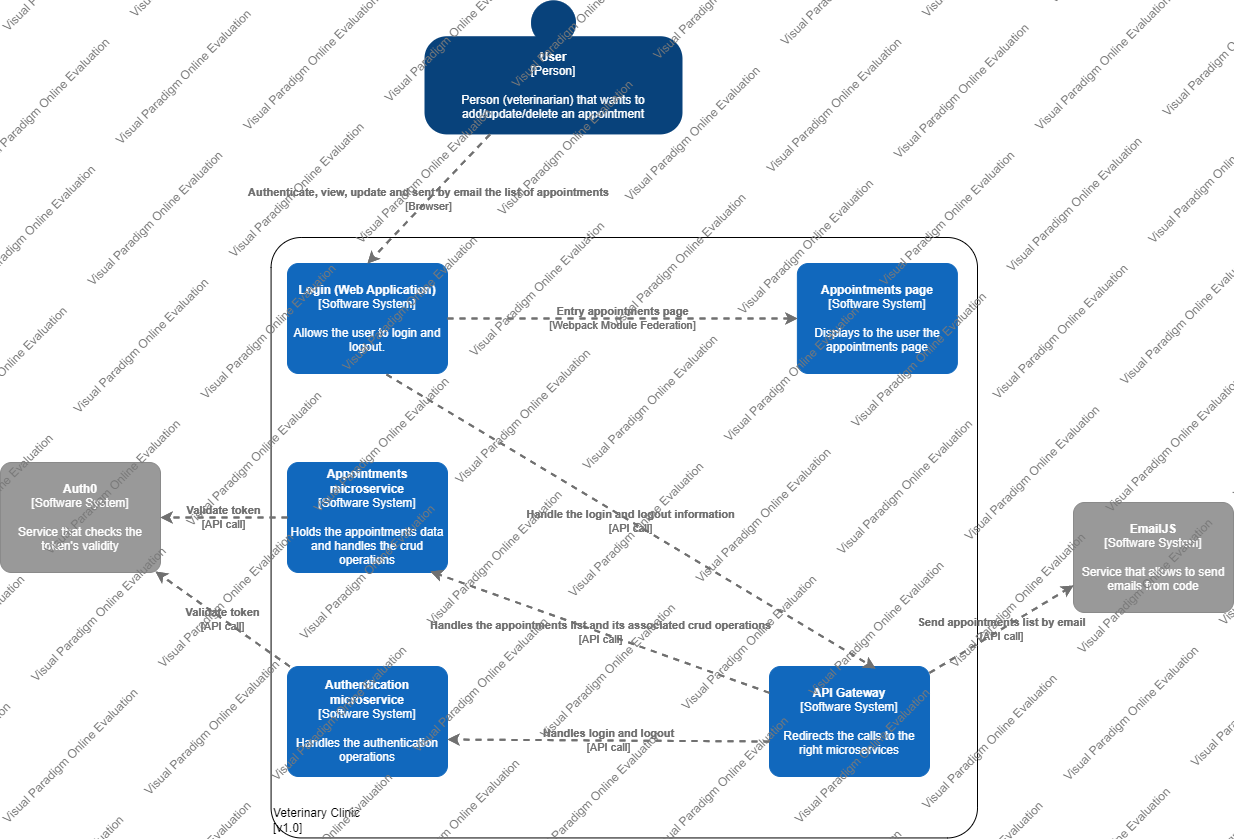 User
[Person]
Person (veterinarian) that wants to
add/update/delete an appointment
Authenticate, view, update and sent by email the list of appointments
[Browser]
Login (Web Application)
[Software System]
Allows the user to login and
logout.
Entry appointments page
[Webpack Module Federation]
Appointments page
[Software System]
Displays to the user the
appointments page
Auth0
[Software System]
Service that checks the
token's validity
Validate token
[API call]
Appointments
microservice
[Software System]
Holds the appointments data
and handles the crud
operations
Handle the login and logout information
[API call]
EmailJS
[Software System]
Service that allows to send
emails from code
Validate token
[API call]
Handles the appointments list and its associated crud operations
[API call]
Send appointments list by email
[API call]
Authentication
microservice
[Software System]
Handles the authentication
operations
Handles login and logout
[API call]
API Gateway
[Software System]
Redirects the calls to the
right microservices
Veterinary Clinic
[v1.0]
Visual Paradigm Online Evaluation